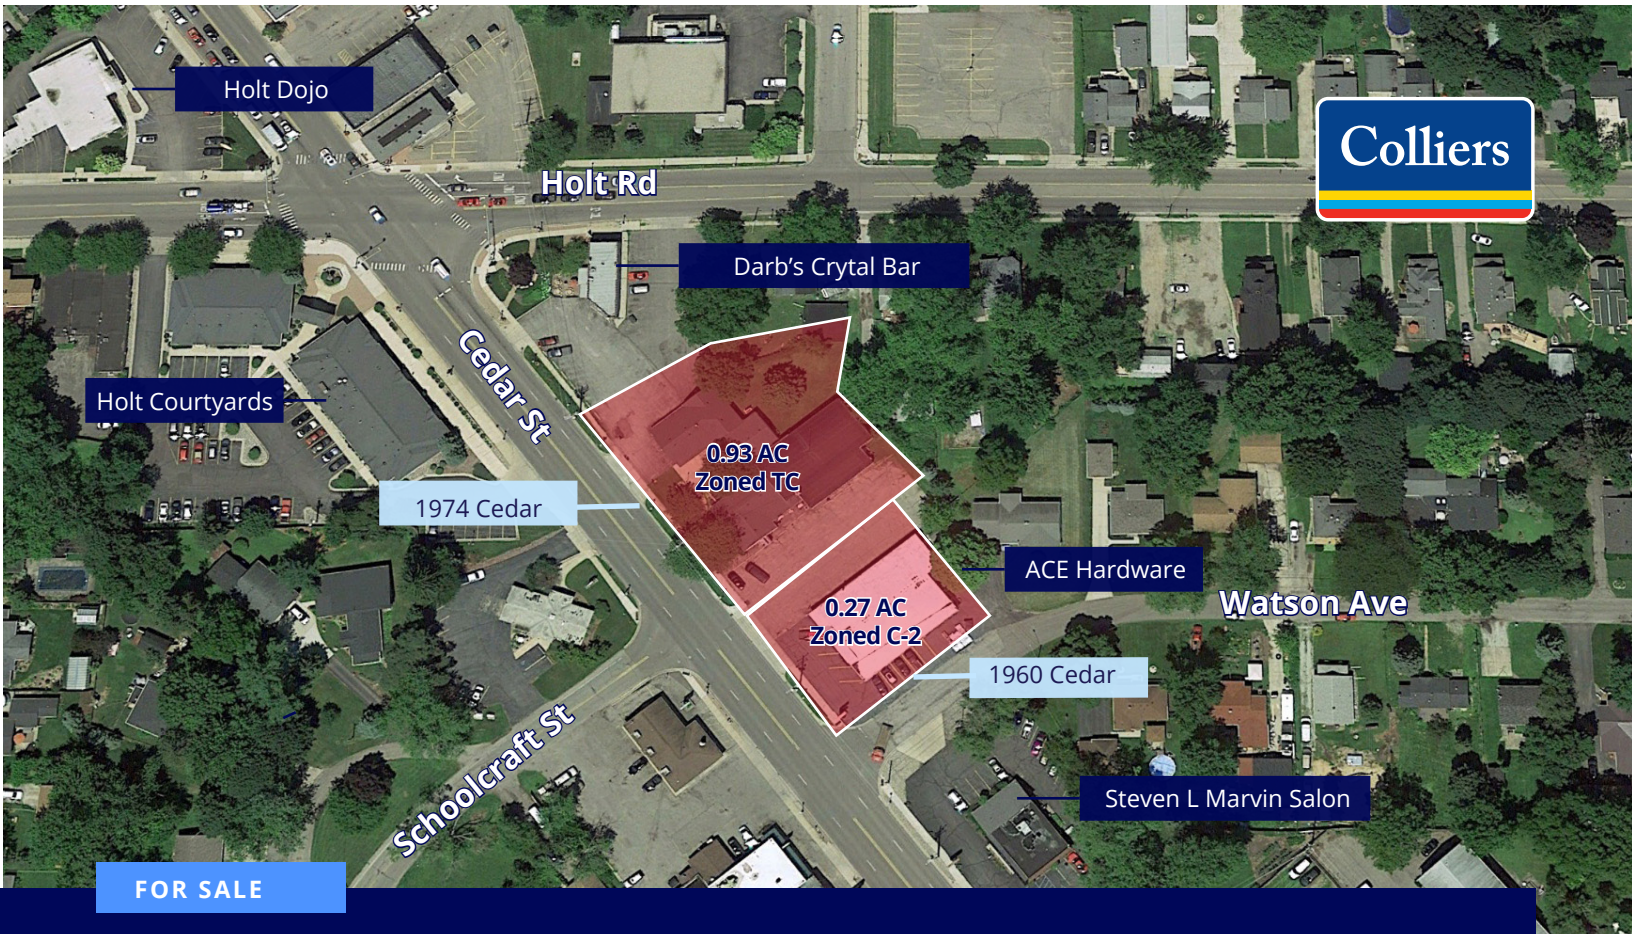 Holt Dojo
Colliers
Holt Rd
Darb's Crytal Bar
Cedar St
Holt Courtyards
0.93 AC
Zoned TC
1974 Cedar
ACE Hardware
0.27 AC
Zoned C-2
Watson Ave
1960 Cedar
Schoolcraft St
Steven L Marvin Salon
FOR SALE